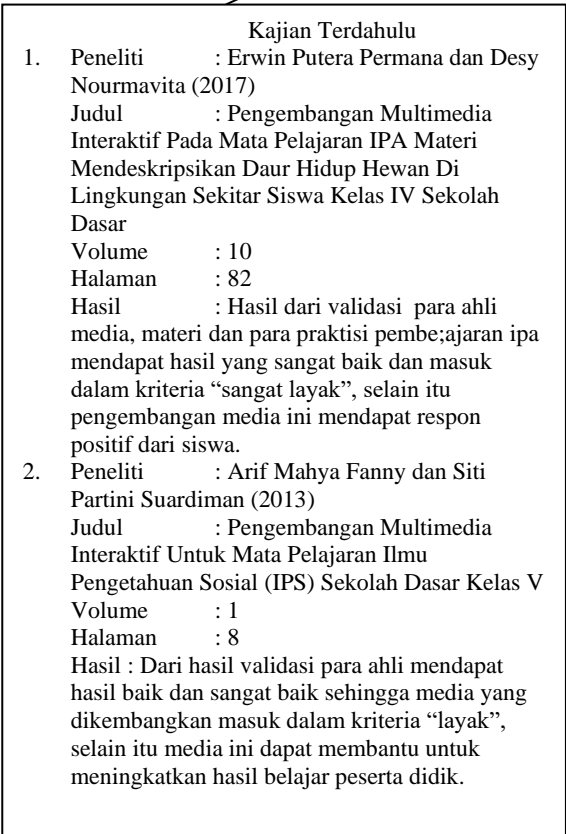 Kajian Terdahulu
1. Peneliti : Erwin Putera Permana dan Desy
Nourmavita (2017)
Judul : Pengembangan Multimedia
Interaktif Pada Mata Pelajaran IPA Materi
Mendeskripsikan Daur Hidup Hewan Di
Lingkungan Sekitar Siswa Kelas IV Sekolah
Dasar
Volume : 10
Halaman : 82
Hasil : Hasil dari validasi para ahli
media, materi dan para praktisi pembe;ajaran ipa
mendapat hasil yang sangat baik dan masuk
dalam kriteria “sangat layak”, selain itu
pengembangan media ini mendapat respon
positif dari siswa.
2. Peneliti : Arif Mahya Fanny dan Siti
Partini Suardiman (2013)
Judul : Pengembangan Multimedia
Interaktif Untuk Mata Pelajaran Ilmu
Pengetahuan Sosial (IPS) Sekolah Dasar Kelas V
Volume : 1
Halaman : 8
Hasil : Dari hasil validasi para ahli mendapat
hasil baik dan sangat baik sehingga media yang
dikembangkan masuk dalam kriteria “layak”,
selain itu media ini dapat membantu untuk
meningkatkan hasil belajar peserta didik.